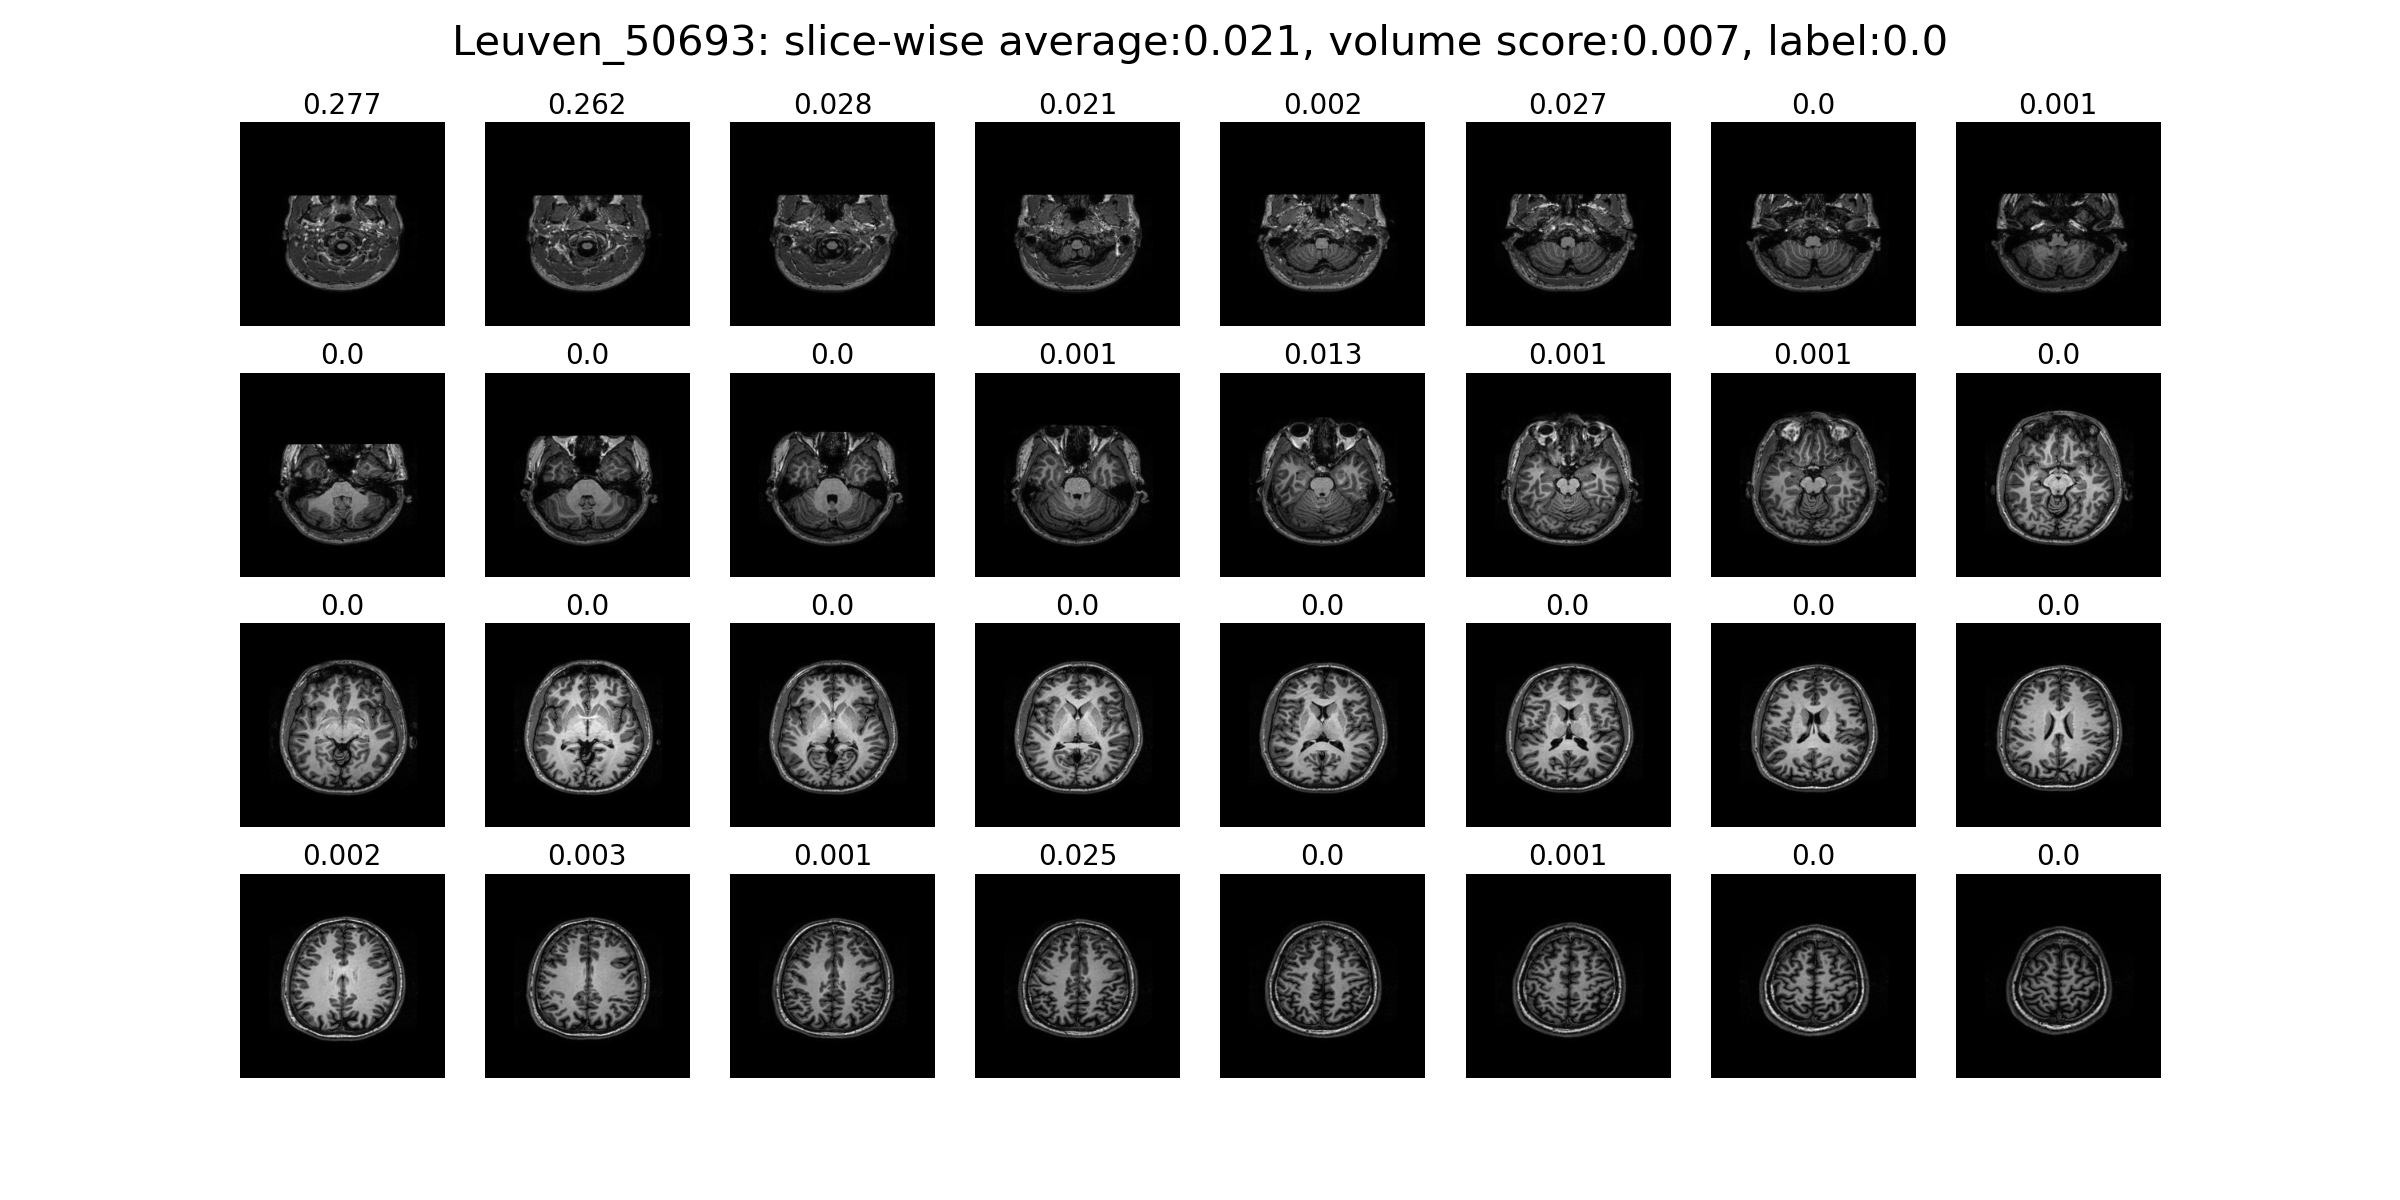 Leuven_50693: slice-wise average:0.021, volume score:0.007, label:0.0
0.277 0.262 0.028 0.021 0.002 0.027 0.0 0.001
0.0 0.0 0.0 0.001 0.013 0.001 0.001 0.0
0.0 0.0 0.0 0.0 0.0 0.0 0.0 0.0
0.002 0.003 0.001 0.025 0.0 0.001 0.0 0.0